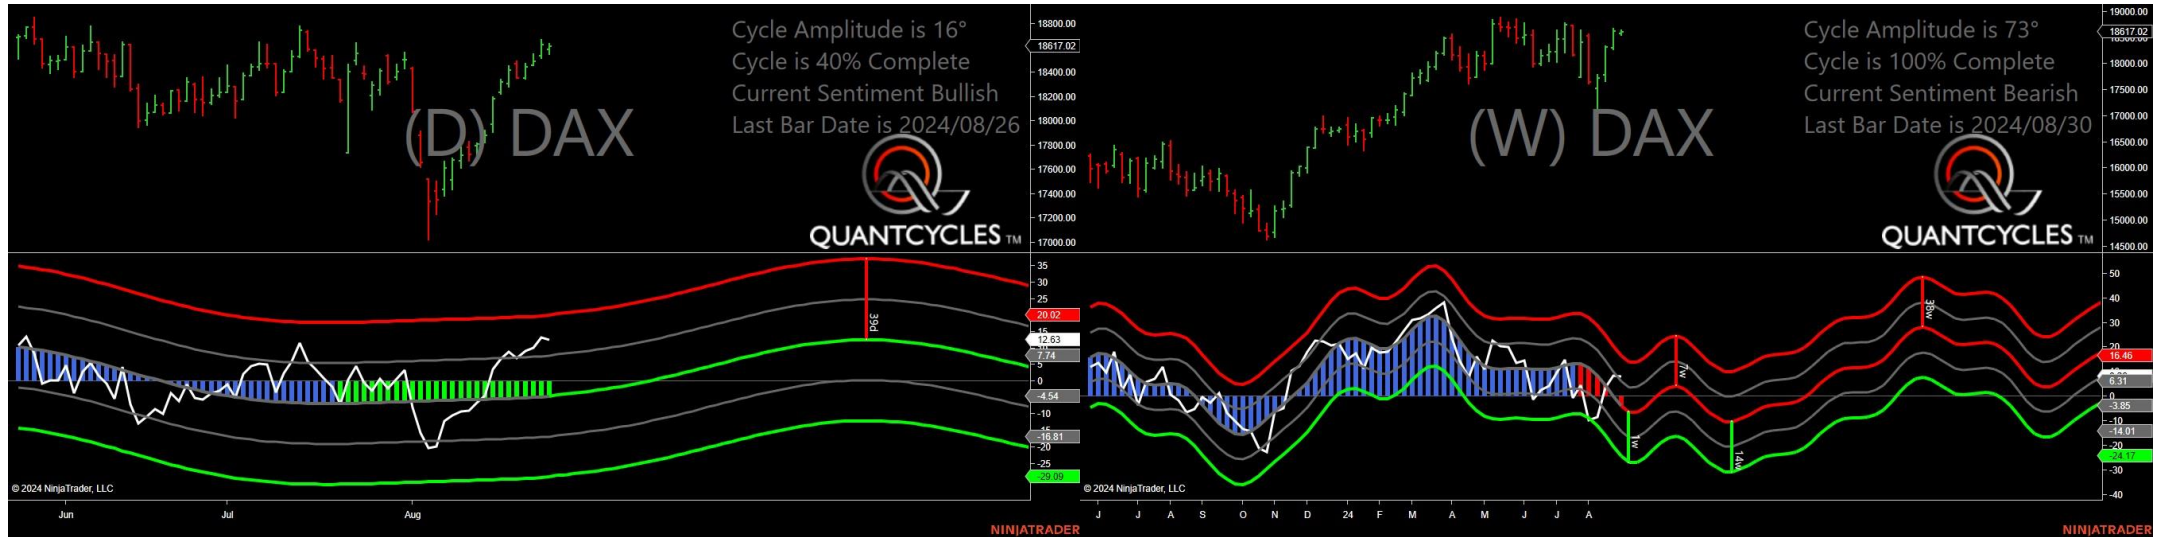 Cycle Amplitude is 16°
Cycle is 40% Complete
Current Sentiment Bullish
Last Bar Date is 2024/08/26
(D) DAX
QUANTCYCLES TM
18800.00
18617.02
18400.00
18200.00
18000.00
17800.00
17600.00
17400.00
17200.00
17000.00
35
30
25
20.02
15
12.63
7.74
5
0
-4.54
-10
-16.81
-20
-25
-29.09
39d
© 2024 NinjaTrader, LLC
Jun Jul Aug
NINJATRADER
Cycle Amplitude is 73°
Cycle is 100% Complete
Current Sentiment Bearish
Last Bar Date is 2024/08/30
(W) DAX
QUANTCYCLES TM
19000.00
18617.02
18000.00
17500.00
17000.00
16500.00
16000.00
15500.00
15000.00
14500.00
50
40
30
20
16.46
6.31
0
-3.85
-10
-14.01
-20
-24.17
-30
-40
1w
7w
14w
38w
© 2024 NinjaTrader, LLC
J J A S O N D 24 F M A M J J A
NINJATRADER